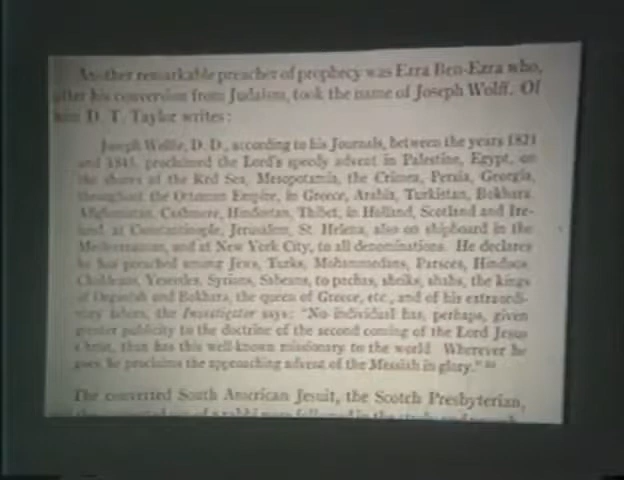 Another remarkable preacher of prophecy was Ezra Ben-Ezra who,
after his conversion from Judaism, took the name of Joseph Wolff. Of
him D. T. Taylor writes:
Joseph Wolff, D. D., according to his Journals, between the years 1821
and 1845, proclaimed the Lord's speedy advent in Palestine, Egypt, on
the shores of the Red Sea, Mesopotamia, the Crimea, Persia, Georgia,
throughout the Ottoman Empire, in Greece, Arabia, Turkistan, Bokhara,
Afghanistan, Cashmere, Hindostan, Thibet, in Holland, Scotland and Ire-
land, at Constantinople, Jerusalem, St. Helena, also on shipboard in the
Mediterranean, and at New York City, to all denominations. He declares
he has preached among Jews, Turks, Mohammedans, Parsees, Hindoos,
Chaldeans, Yeseedes, Syrians, Sabeans, to pachas, sheiks, shahs, the kings
of Organtsh and Bokhara, the queen of Greece, etc., and of his extraordi-
nary labors, the Investigator says: "No individual has, perhaps, given
greater publicity to the doctrine of the second coming of the Lord Jesus
Christ, than has this well-known missionary to the world. Wherever he
goes, he proclaims the approaching advent of the Messiah in glory."
The converted South American Jesuit, the Scotch Presbyterian,